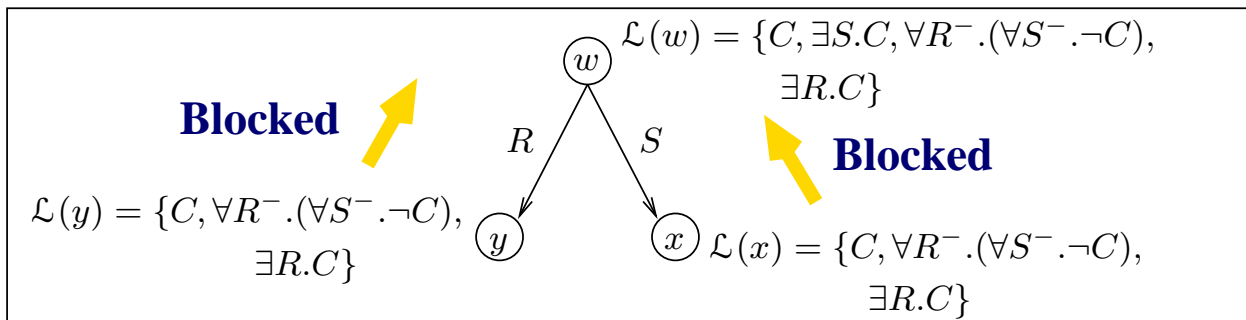 w
ℒ(w) = {C, ∃S.C, ∀R⁻.(∀S⁻.¬C),
∃R.C}
Blocked
R
S
Blocked
ℒ(y) = {C, ∀R⁻.(∀S⁻.¬C),
∃R.C}
y
x
ℒ(x) = {C, ∀R⁻.(∀S⁻.¬C),
∃R.C}